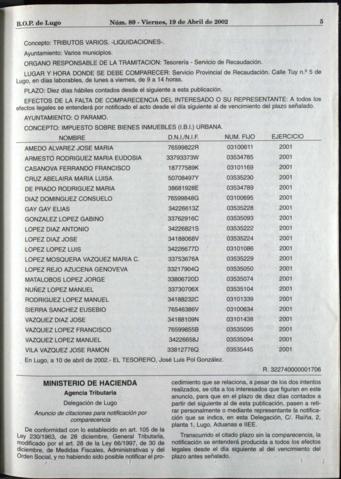 B.O.P. de Lugo Núm. 89 - Viernes, 19 de Abril de 2002 5
Concepto: TRIBUTOS VARIOS. -LIQUIDACIONES-.
Ayuntamiento: Varios municipios.
ORGANO RESPONSABLE DE LA TRAMITACION: Tesorería - Servicio de Recaudación.
LUGAR Y HORA DONDE SE DEBE COMPARECER: Servicio Provincial de Recaudación. Calle Tuy n.º 5 de
Lugo, en días laborables, de lunes a viernes, de 9 a 14 horas.
PLAZO: Diez días hábiles contados desde el siguiente a esta publicación.
EFECTOS DE LA FALTA DE COMPARECENCIA DEL INTERESADO O SU REPRESENTANTE: A todos los
efectos legales se entenderá por notificado el acto desde el día siguiente al de vencimiento del plazo señalado.
AYUNTAMIENTO: O PARAMO.
CONCEPTO: IMPUESTO SOBRE BIENES INMUEBLES (I.B.I.) URBANA.
NOMBRE D.N.I./N.I.F. NUM. FIJO EJERCICIO
AMEDO ALVAREZ JOSE MARIA 76599822R 03100611 2001
ARMESTO RODRIGUEZ MARIA EUDOSIA 33793373W 03534785 2001
CASANOVA FERRANDO FRANCISCO 18777589K 03101169 2001
CRUZ ABELAIRA MARIA LUISA 50708497Y 03535230 2001
DE PRADO RODRIGUEZ MARIA 38681928E 03534789 2001
DIAZ DOMINGUEZ CONSUELO 76599848G 03100695 2001
GAY GAY ELIAS 34226613Z 03535228 2001
GONZALEZ LOPEZ GABINO 33762916C 03535093 2001
LOPEZ DIAZ ANTONIO 34226821S 03535222 2001
LOPEZ DIAZ JOSE 34188068V 03535224 2001
LOPEZ LOPEZ LUIS 34226677D 03101086 2001
LOPEZ MOSQUERA VAZQUEZ MARIA C. 33753676A 03535229 2001
LOPEZ REJO AZUCENA GENOVEVA 33217904Q 03535050 2001
MATALOBOS LOPEZ JORGE 33806720D 03535074 2001
NUÑEZ LOPEZ MANUEL 33730706X 03535104 2001
RODRIGUEZ LOPEZ MANUEL 34188232C 03101339 2001
SIERRA SANCHEZ EUSEBIO 76546386V 03100634 2001
VAZQUEZ DIAZ JOSE 34188109N 03101438 2001
VAZQUEZ LOPEZ FRANCISCO 76599855B 03535095 2001
VAZQUEZ LOPEZ MANUEL 34226658J 03535094 2001
VILA VAZQUEZ JOSE RAMON 33812776Q 03535445 2001
En Lugo, a 10 de abril de 2002.- EL TESORERO, José Luis Pol González.
R. 322740000001706
MINISTERIO DE HACIENDA
Agencia Tributaria
Delegación de Lugo
Anuncio de citaciones para notificación por
comparecencia
De conformidad con lo establecido en art. 105 de la
Ley 230/1963, de 28 diciembre, General Tributaria,
modificado por el art. 28 de la Ley 66/1997, de 30 de
diciembre, de Medidas Fiscales, Administrativas y del
Orden Social, y no habiendo sido posible notificar el pro-
cedimiento que se relaciona, a pesar de los dos intentos
realizados, se cita a los interesados que figuran en este
anuncio, para que en el plazo de diez días contados a
partir del siguiente al de esta publicación, pasen a reti-
rar personalmente o mediante representante la notifica-
ción que se indica, en esta Delegación, C/. Raíña, 2,
planta 1, Lugo, Aduanas e IIEE.
Transcurrido el citado plazo sin la comparecencia, la
notificación se entenderá producida a todos los efectos
legales desde el día siguiente al del vencimiento del
plazo antes señalado.